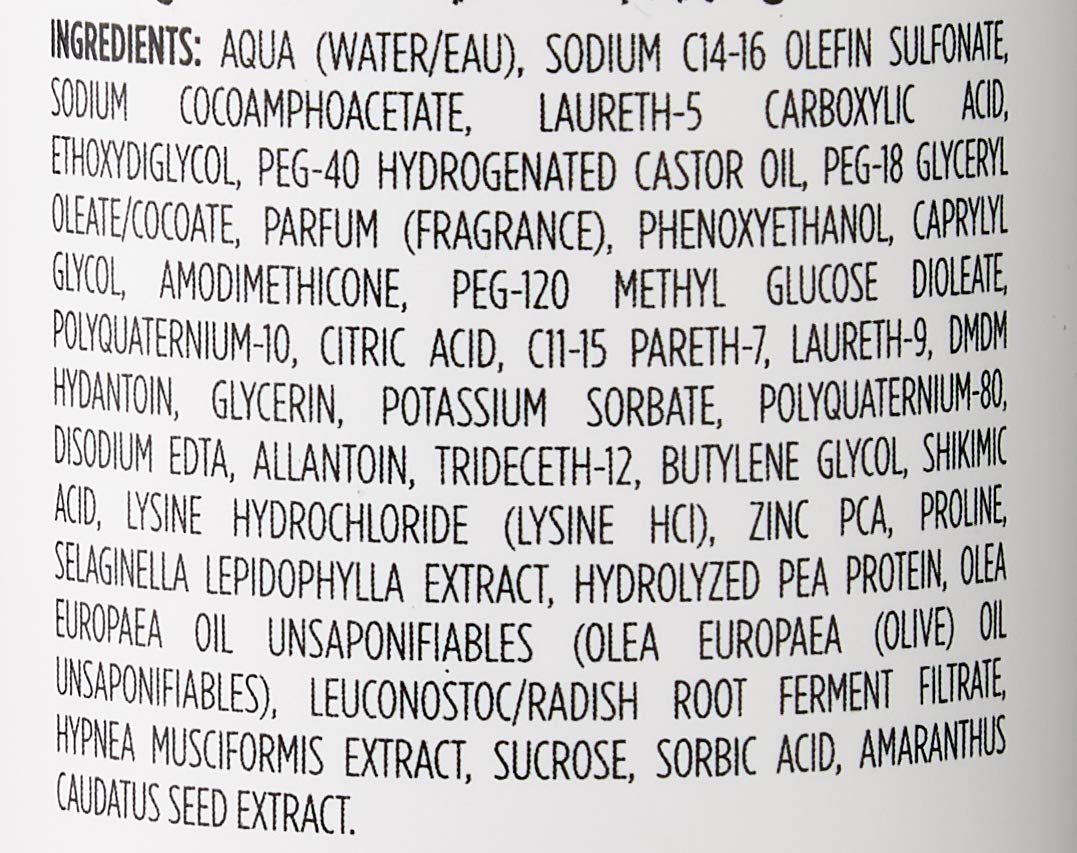 INGREDIENTS: AQUA (WATER/EAU), SODIUM C14-16 OLEFIN SULFONATE,
SODIUM COCOAMPHOACETATE, LAURETH-5 CARBOXYLIC ACID,
ETHOXYDIGLYCOL, PEG-40 HYDROGENATED CASTOR OIL, PEG-18 GLYCERYL
OLEATE/COCOATE, PARFUM (FRAGRANCE), PHENOXYETHANOL, CAPRYLYL
GLYCOL, AMODIMETHICONE, PEG-120 METHYL GLUCOSE DIOLEATE,
POLYQUATERNIUM-10, CITRIC ACID, C11-15 PARETH-7, LAURETH-9, DMDM
HYDANTOIN, GLYCERIN, POTASSIUM SORBATE, POLYQUATERNIUM-80,
DISODIUM EDTA, ALLANTOIN, TRIDECETH-12, BUTYLENE GLYCOL, SHIKIMIC
ACID, LYSINE HYDROCHLORIDE (LYSINE HCl), ZINC PCA, PROLINE,
SELAGINELLA LEPIDOPHYLLA EXTRACT, HYDROLYZED PEA PROTEIN, OLEA
EUROPAEA OIL UNSAPONIFIABLES (OLEA EUROPAEA (OLIVE) OIL
UNSAPONIFIABLES), LEUCONOSTOC/RADISH ROOT FERMENT FILTRATE,
HYPNEA MUSCIFORMIS EXTRACT, SUCROSE, SORBIC ACID, AMARANTHUS
CAUDATUS SEED EXTRACT.